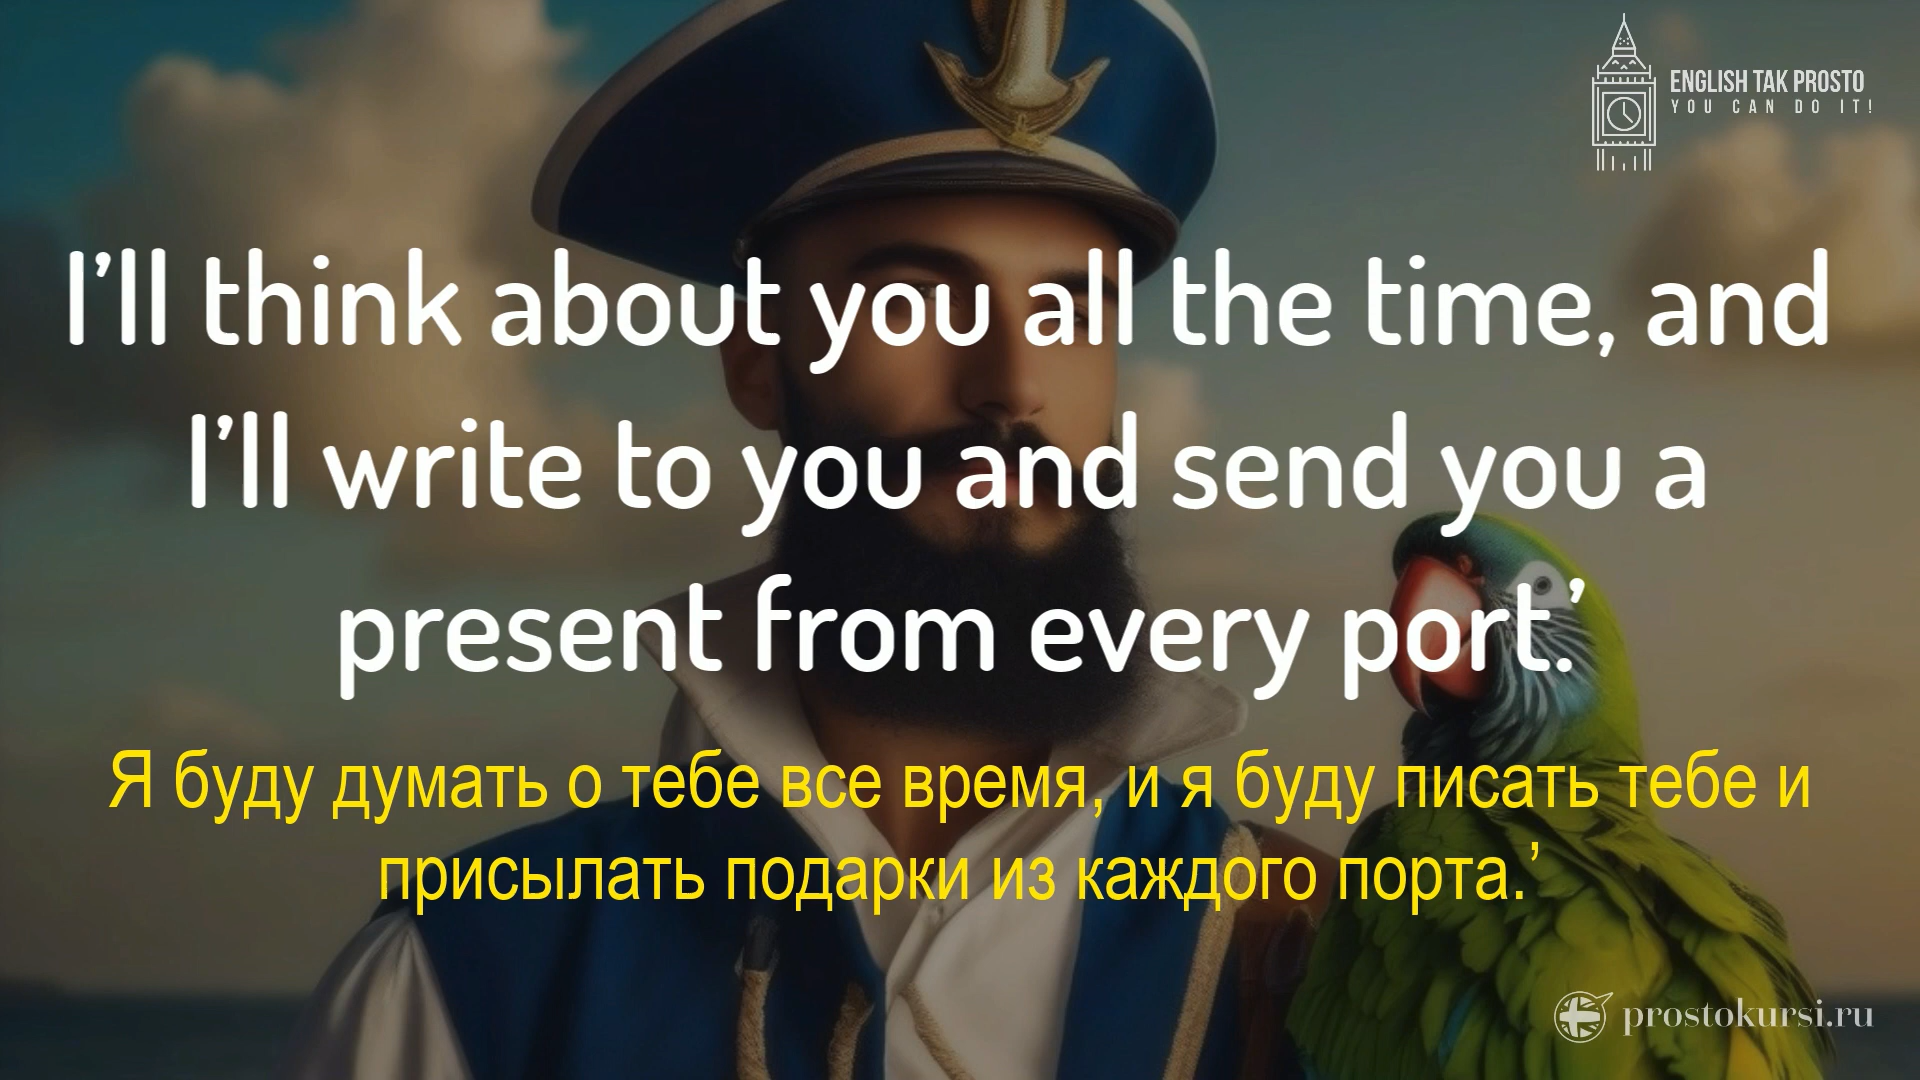 ENGLISH TAK PROSTO
YOU CAN DO IT!
I’ll think about you all the time, and
I’ll write to you and send you a
present from every port.’
Я буду думать о тебе все время, и я буду писать тебе и
присылать подарки из каждого порта.’
prostokursi.ru